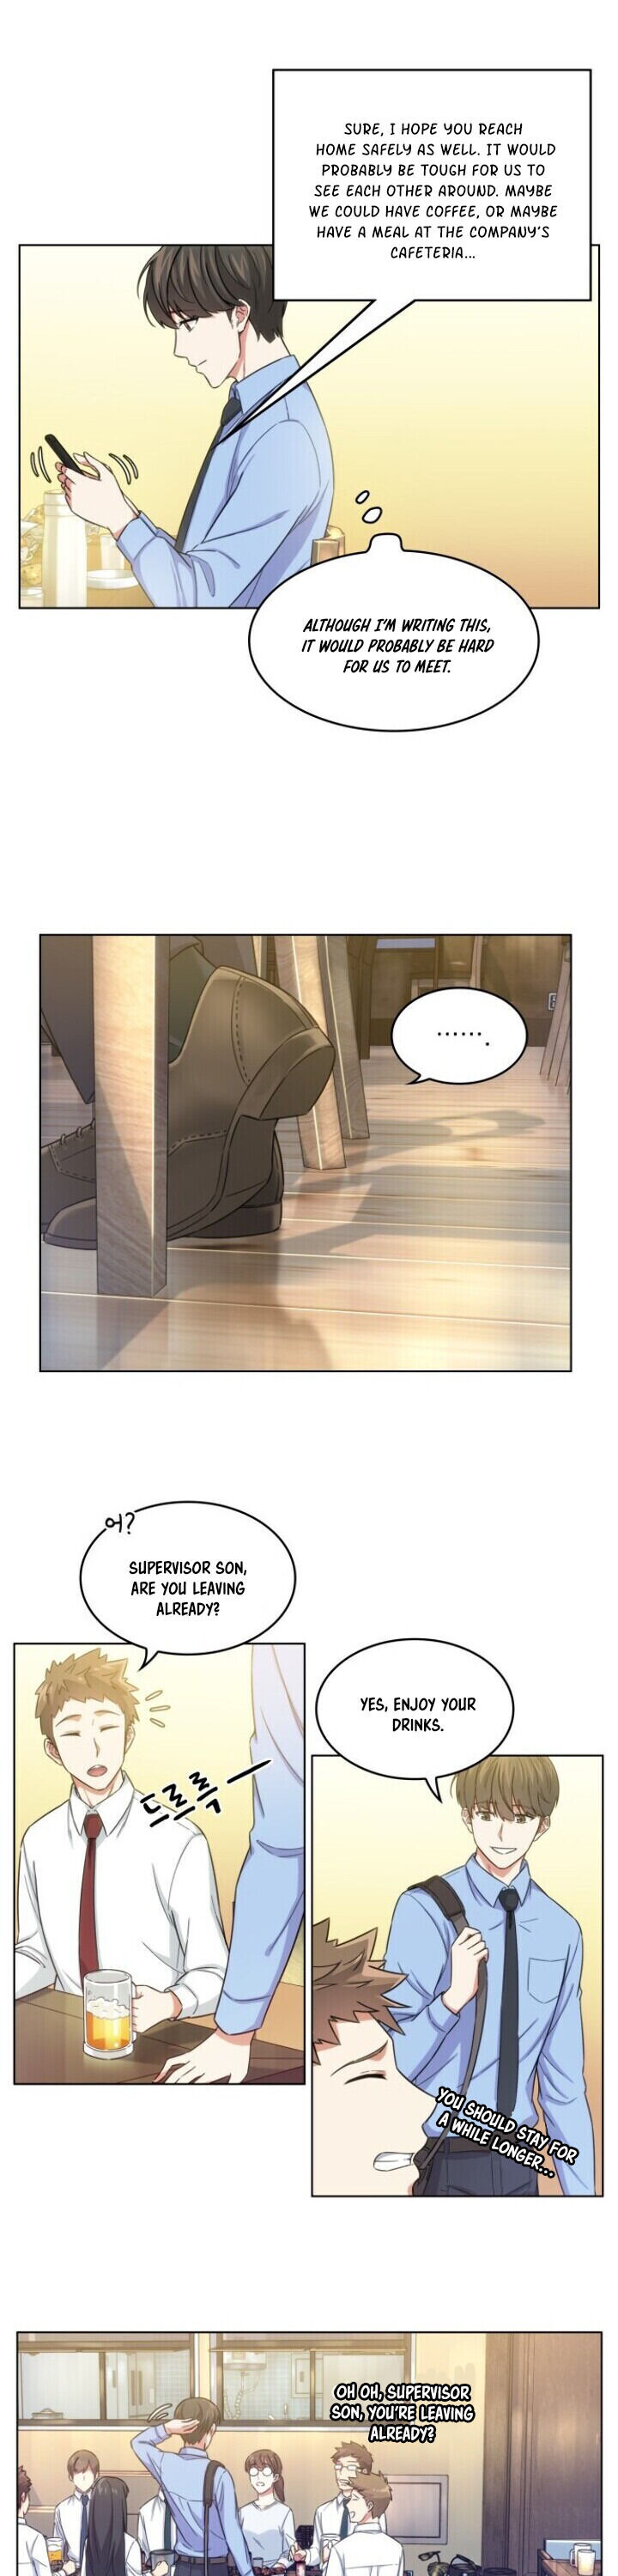 SURE, I HOPE YOU REACH
HOME SAFELY AS WELL. IT WOULD
PROBABLY BE TOUGH FOR US TO
SEE EACH OTHER AROUND. MAYBE
WE COULD HAVE COFFEE, OR MAYBE
HAVE A MEAL AT THE COMPANY'S
CAFETERIA...
ALTHOUGH I'M WRITING THIS,
IT WOULD PROBABLY BE HARD
FOR US TO MEET.
.......
어?
SUPERVISOR SON,
ARE YOU LEAVING
ALREADY?
드르륵
YES, ENJOY YOUR
DRINKS.
YOU SHOULD STAY FOR
A WHILE LONGER...
OH OH, SUPERVISOR
SON, YOU'RE LEAVING
ALREADY?